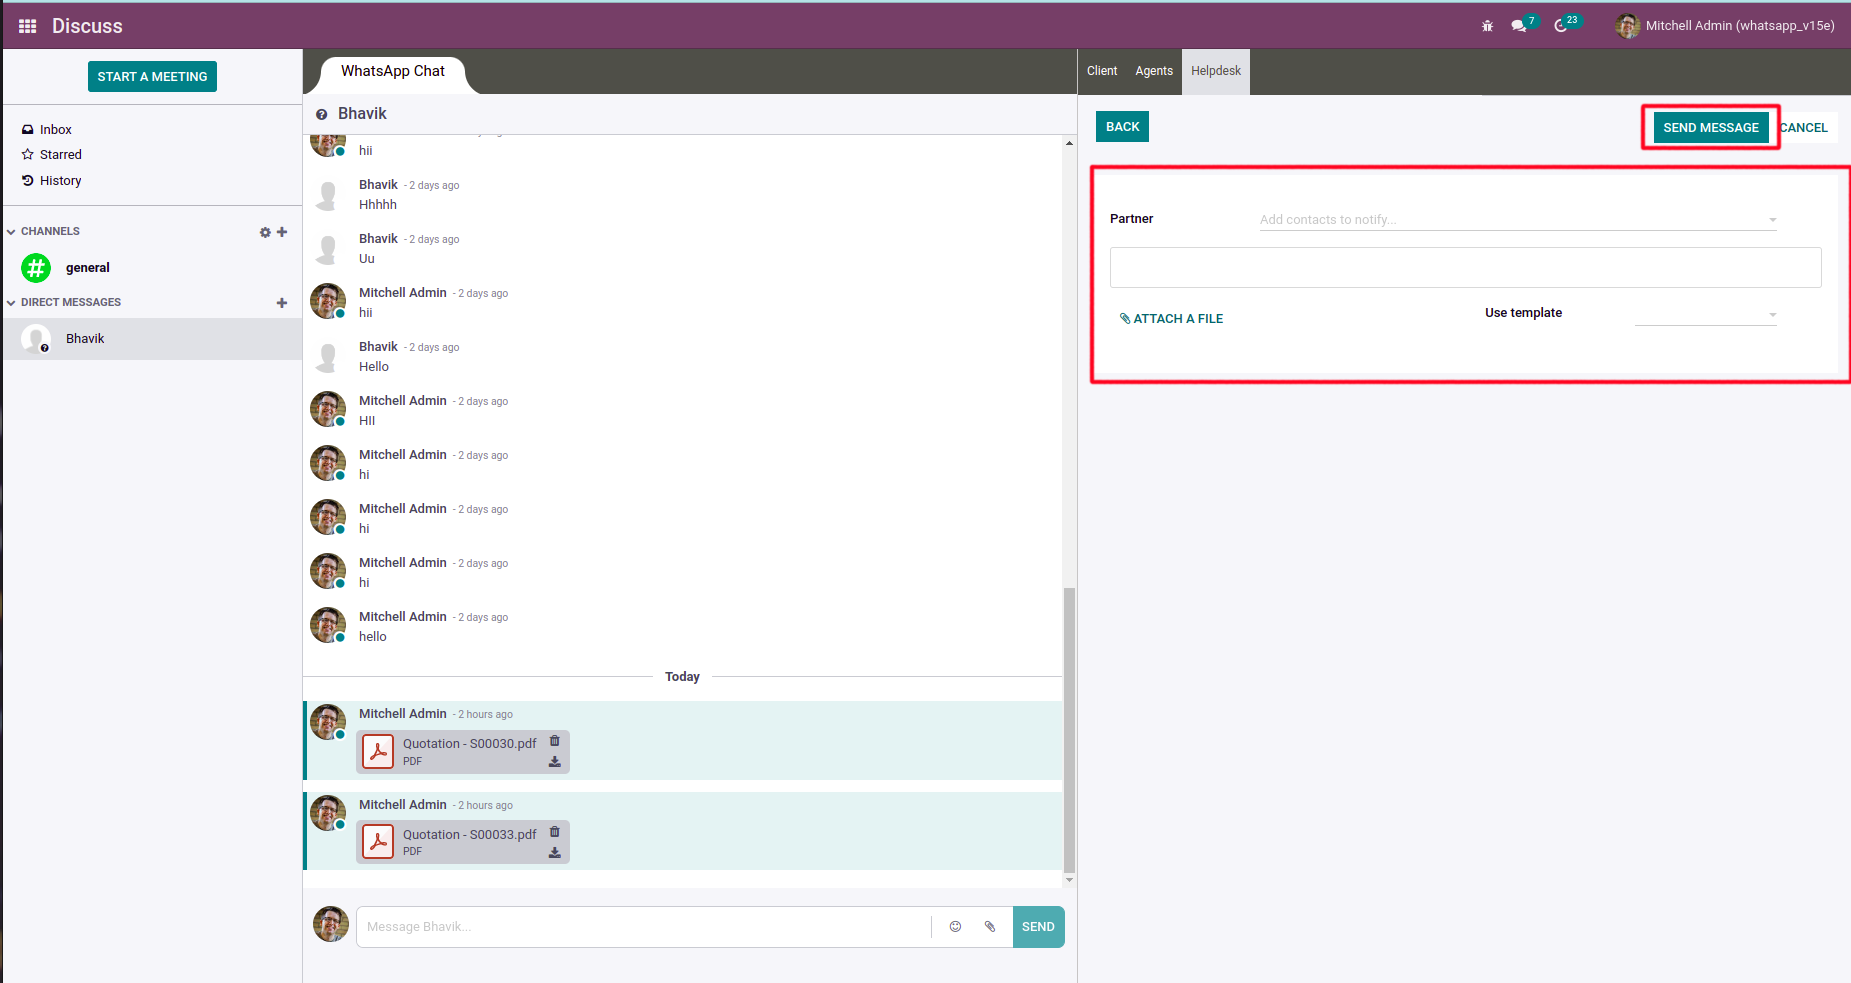 Discuss
7
23
Mitchell Admin (whatsapp_v15e)
START A MEETING
Inbox
Starred
History
CHANNELS
general
DIRECT MESSAGES
Bhavik
WhatsApp Chat
Bhavik
hii
Bhavik - 2 days ago
Hhhhh
Bhavik - 2 days ago
Uu
Mitchell Admin - 2 days ago
hii
Bhavik - 2 days ago
Hello
Mitchell Admin - 2 days ago
HII
Mitchell Admin - 2 days ago
hi
Mitchell Admin - 2 days ago
hi
Mitchell Admin - 2 days ago
hi
Mitchell Admin - 2 days ago
hello
Today
Mitchell Admin - 2 hours ago
Quotation - S00030.pdf
PDF
Mitchell Admin - 2 hours ago
Quotation - S00033.pdf
PDF
Message Bhavik...
SEND
Client Agents Helpdesk
BACK
SEND MESSAGE
CANCEL
Partner
Add contacts to notify...
ATTACH A FILE
Use template